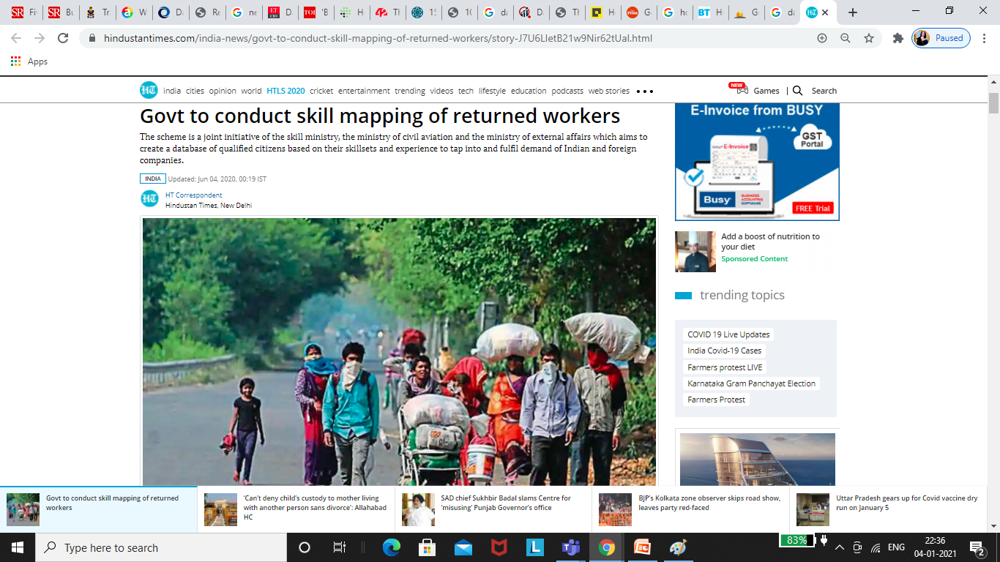 Fi
Bu
Tr
W
D
Re
ne
D
'B
H
Th
15
10
da
D.
Th
H
G
G
ho
H
G
da
hindustantimes.com/india-news/govt-to-conduct-skill-mapping-of-returned-workers/story-J7U6LIetB21w9Nir62tUaI.html
Paused
Apps
HT india cities opinion world HTLS 2020 cricket entertainment trending videos tech lifestyle education podcasts web stories ••• NEW Games | Search
Govt to conduct skill mapping of returned workers
The scheme is a joint initiative of the skill ministry, the ministry of civil aviation and the ministry of external affairs which aims to
create a database of qualified citizens based on their skillsets and experience to tap into and fulfil demand of Indian and foreign
companies.
INDIA Updated: Jun 04, 2020, 00:19 IST
HT Correspondent
Hindustan Times, New Delhi
E-Invoice from BUSY
GST
Portal
E-Invoice
Busy BUSINESS
ACCOUNTING
SOFTWARE
FREE Trial
Add a boost of nutrition to
your diet
Sponsored Content
trending topics
COVID 19 Live Updates
India Covid-19 Cases
Farmers protest LIVE
Karnataka Gram Panchayat Election
Farmers Protest
Govt to conduct skill mapping of returned
workers
'Can't deny child's custody to mother living
with another person sans divorce': Allahabad
HC
SAD chief Sukhbir Badal slams Centre for
'misusing' Punjab Governor's office
BJP's Kolkata zone observer skips road show,
leaves party red-faced
Uttar Pradesh gears up for Covid vaccine dry
run on January 5
Type here to search
83%
ENG
22:36
04-01-2021
2